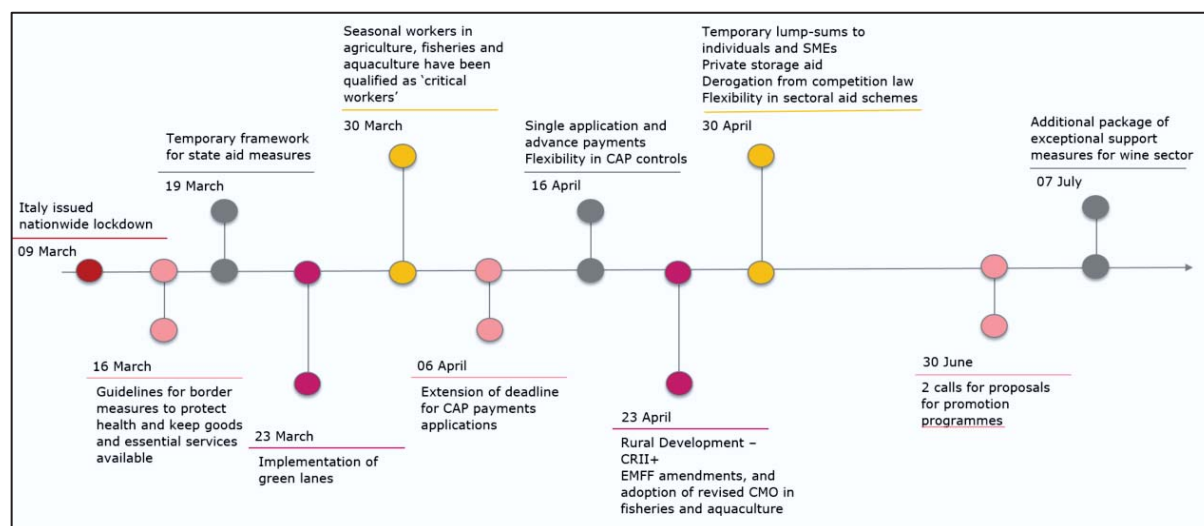 Italy issued
nationwide lockdown
09 March
16 March
Guidelines for border
measures to protect
health and keep goods
and essential services
available
Temporary framework
for state aid measures
19 March
23 March
Implementation of
green lanes
Seasonal workers in
agriculture, fisheries and
aquaculture have been
qualified as ‘critical
workers’
30 March
06 April
Extension of deadline
for CAP payments
applications
Single application and
advance payments
Flexibility in CAP controls
16 April
23 April
Rural Development –
CRII+
EMFF amendments, and
adoption of revised CMO in
fisheries and aquaculture
Temporary lump-sums to
individuals and SMEs
Private storage aid
Derogation from competition law
Flexibility in sectoral aid schemes
30 April
30 June
2 calls for proposals
for promotion
programmes
Additional package of
exceptional support
measures for wine sector
07 July